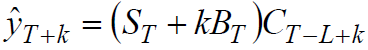 ŷ_{T+k} = (S_T + kB_T)C_{T−L+k}